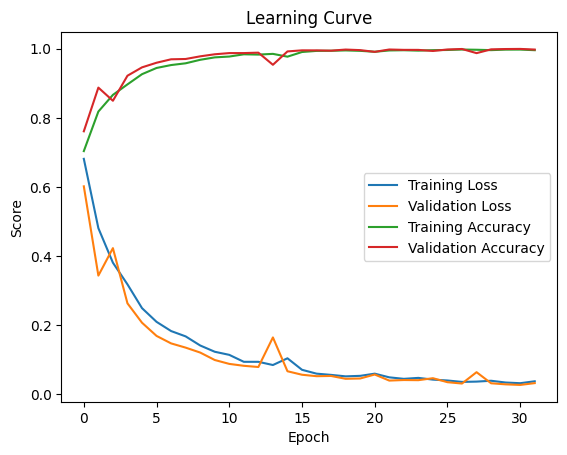 Learning Curve
1.0
0.8
0.6
0.4
0.2
0.0
Score
Training Loss
Validation Loss
Training Accuracy
Validation Accuracy
0 5 10 15 20 25 30
Epoch